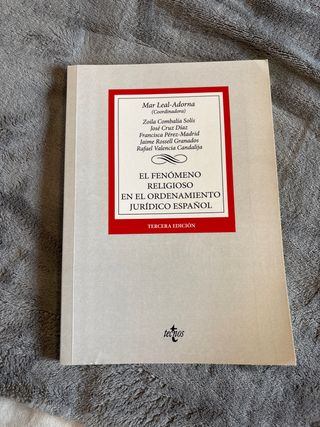 Mar Leal-Adorna
(Coordinadora)
Zoila Combalía Solís
José Cruz Díaz
Francisca Pérez-Madrid
Jaime Rossell Granados
Rafael Valencia Candalija
EL FENÓMENO
RELIGIOSO
EN EL ORDENAMIENTO
JURÍDICO ESPAÑOL
TERCERA EDICIÓN
tecnos